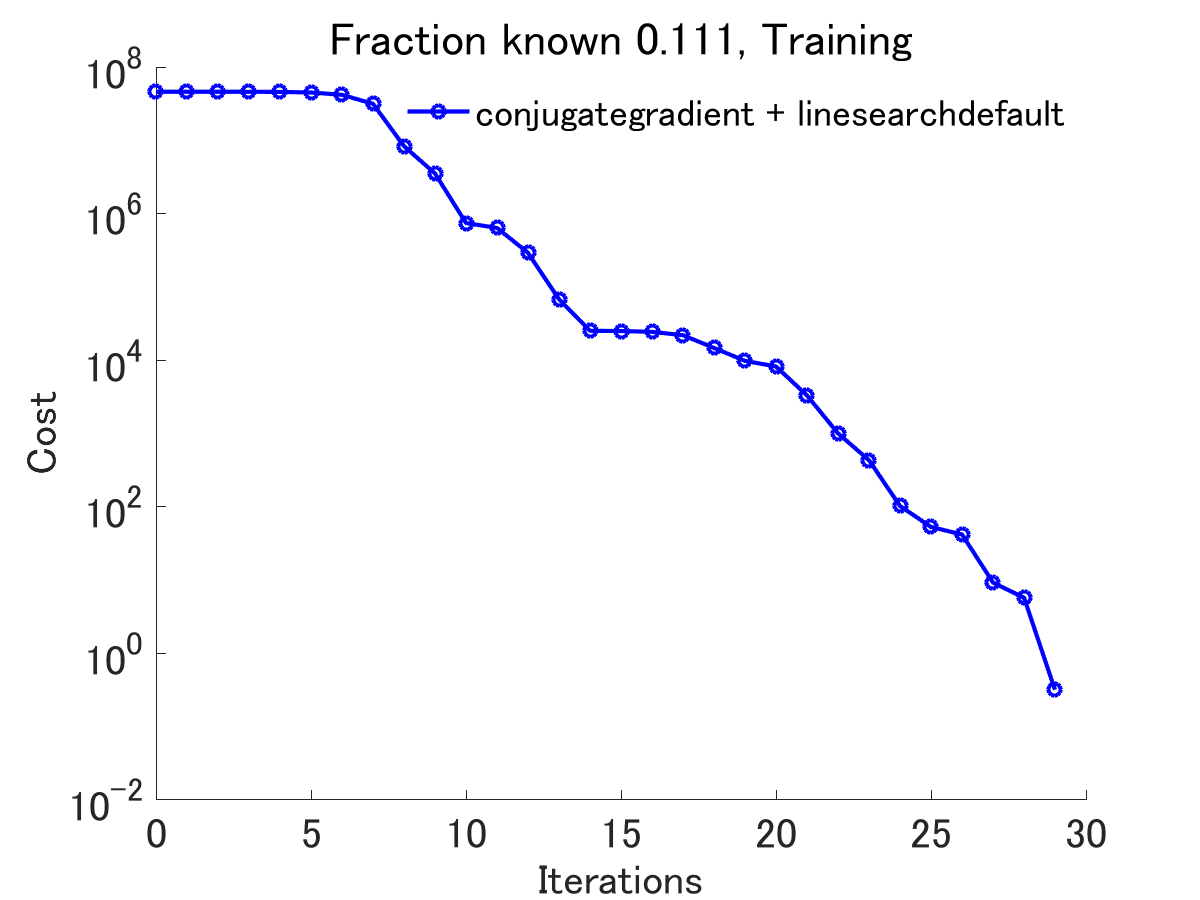 Fraction known 0.111, Training
conjugategradient + linesearchdefault
10^8
10^6
10^4
10^2
10^0
10^-2
Cost
0 5 10 15 20 25 30
Iterations